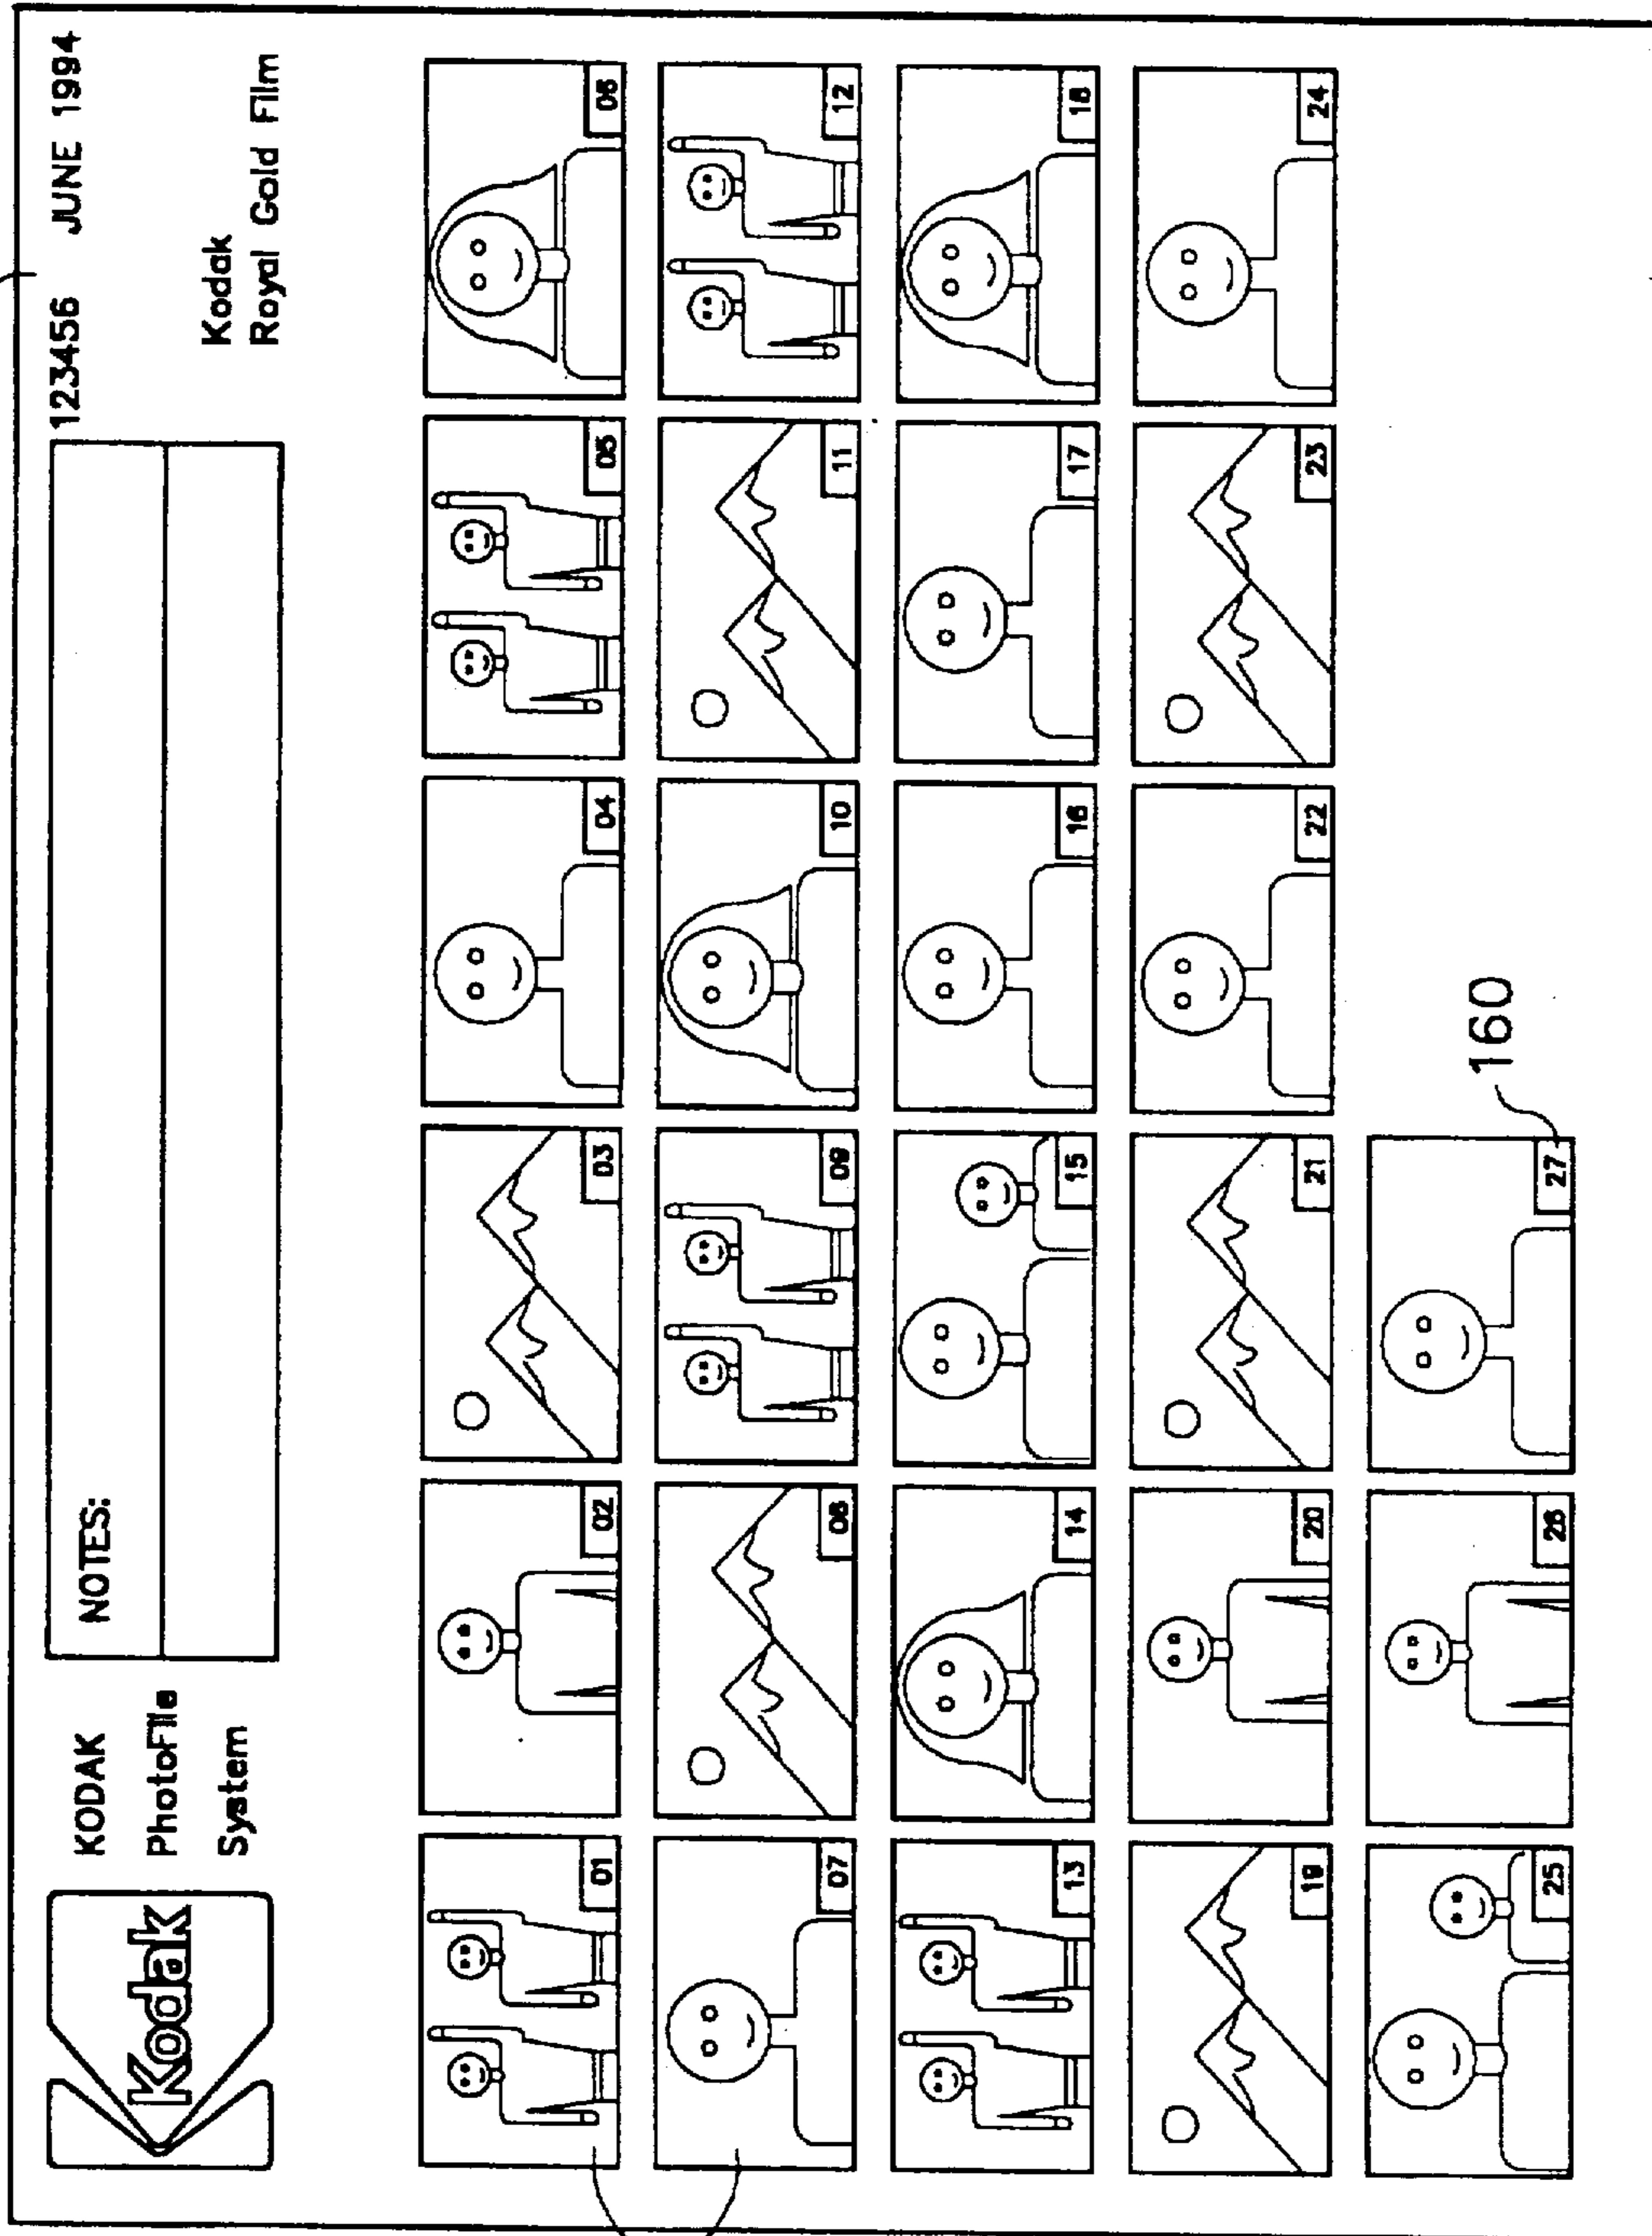 Kodak
KODAK
PhotoFile
System
NOTES:
123456 JUNE 1994
Kodak
Royal Gold Film
01 02 03 04 05 06
07 08 09 10 11 12
13 14 15 16 17 18
19 20 21 22 23 24
25 26 27
160